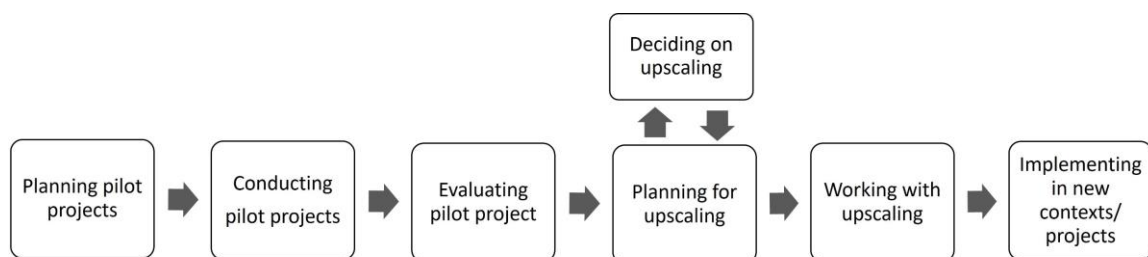 Deciding on
upscaling
Planning pilot
projects
Conducting
pilot projects
Evaluating
pilot project
Planning for
upscaling
Working with
upscaling
Implementing
in new
contexts/
projects